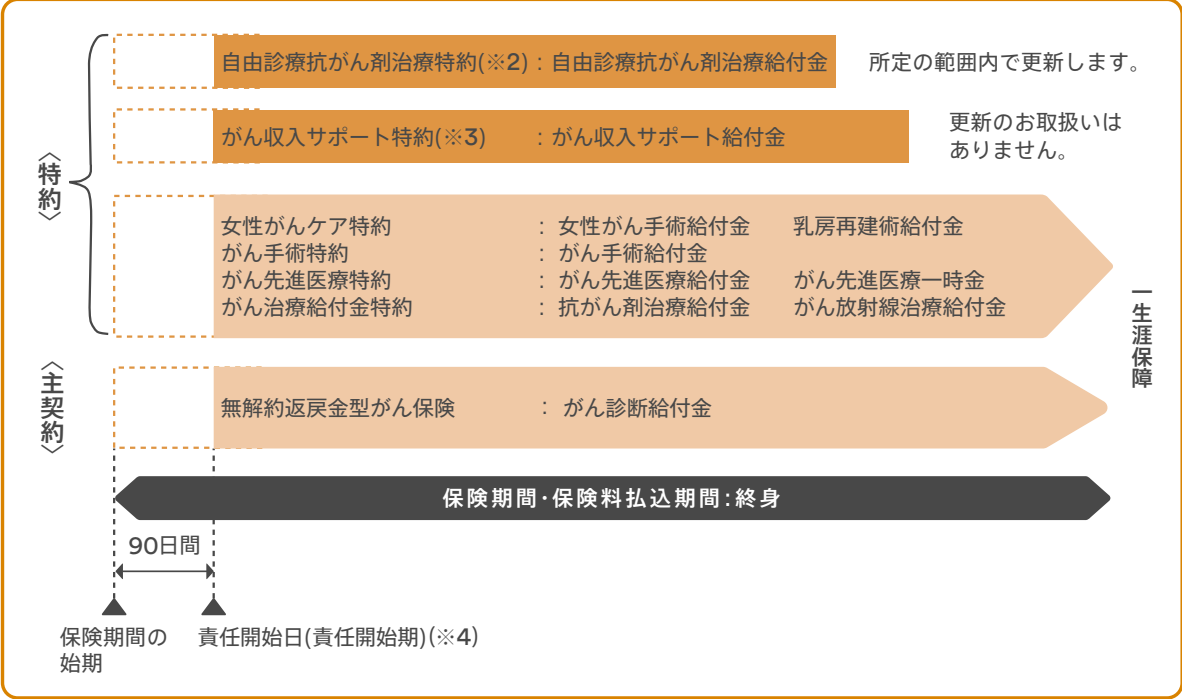 〈特約〉
自由診療抗がん剤治療特約(※2)：自由診療抗がん剤治療給付金
所定の範囲内で更新します。
がん収入サポート特約(※3)：がん収入サポート給付金
更新のお取扱いは
ありません。
女性がんケア特約：女性がん手術給付金 乳房再建術給付金
がん手術特約：がん手術給付金
がん先進医療特約：がん先進医療給付金 がん先進医療一時金
がん治療給付金特約：抗がん剤治療給付金 がん放射線治療給付金
一生涯保障
〈主契約〉
無解約返戻金型がん保険：がん診断給付金
保険期間・保険料払込期間：終身
90日間
保険期間の
始期
責任開始日(責任開始期)(※4)